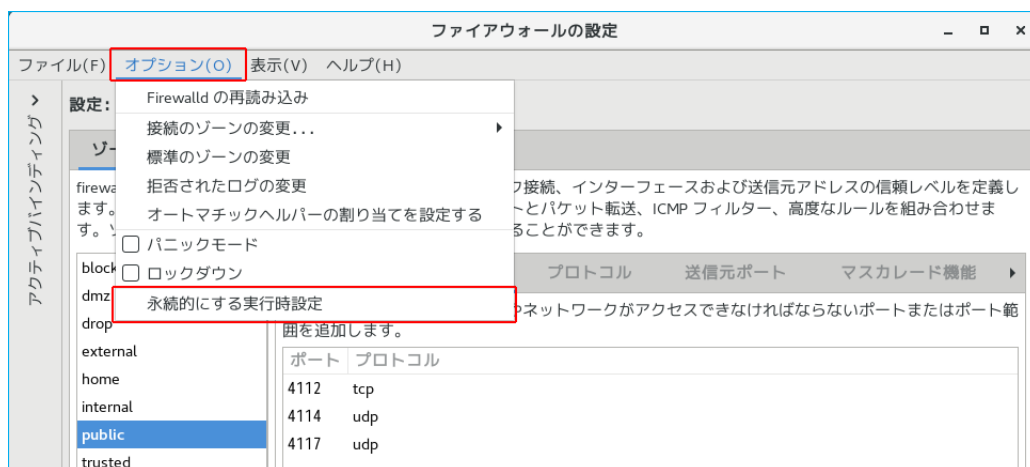 ファイアウォールの設定
ファイル(F) オプション(O) 表示(V) ヘルプ(H)
アクティブバインディング
設定:
Firewalld の再読み込み
接続のゾーンの変更...
標準のゾーンの変更
拒否されたログの変更
オートマチックヘルパーの割り当てを設定する
パニックモード
ロックダウン
永続的にする実行時設定
ゾー
firewa
ク接続、インターフェースおよび送信元アドレスの信頼レベルを定義し
ます。
トとパケット転送、ICMP フィルター、高度なルールを組み合わせま
す。
ることができます。
block
dmz
drop
external
home
internal
public
trusted
プロトコル 送信元ポート マスカレード機能
やネットワークがアクセスできなければならないポートまたはポート範
囲を追加します。
ポート プロトコル
4112 tcp
4114 udp
4117 udp